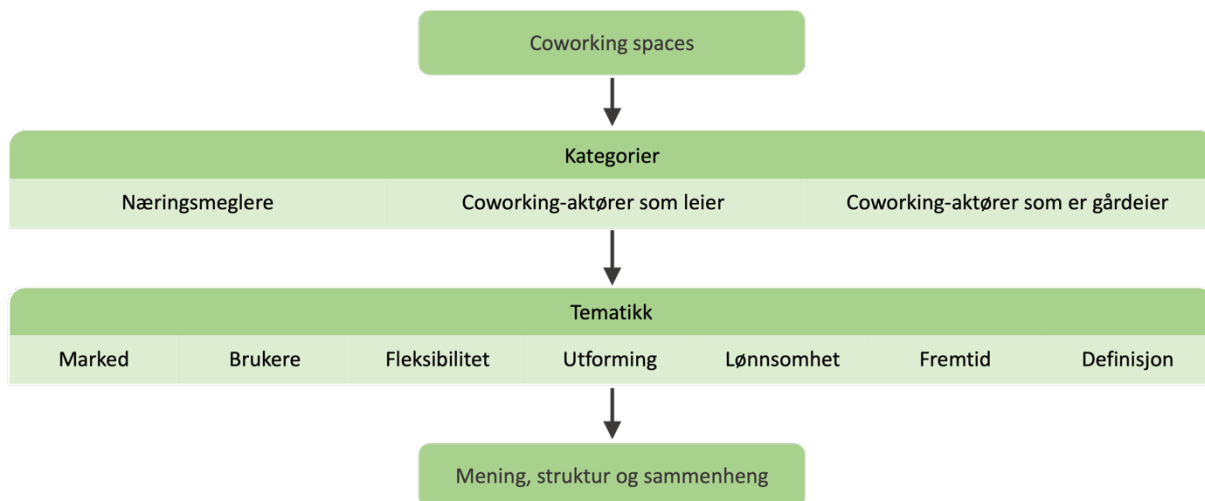 Coworking spaces
Kategorier
Næringsmeglere Coworking-aktører som leier Coworking-aktører som er gårdeier
Tematikk
Marked Brukere Fleksibilitet Utforming Lønnsomhet Fremtid Definisjon
Mening, struktur og sammenheng